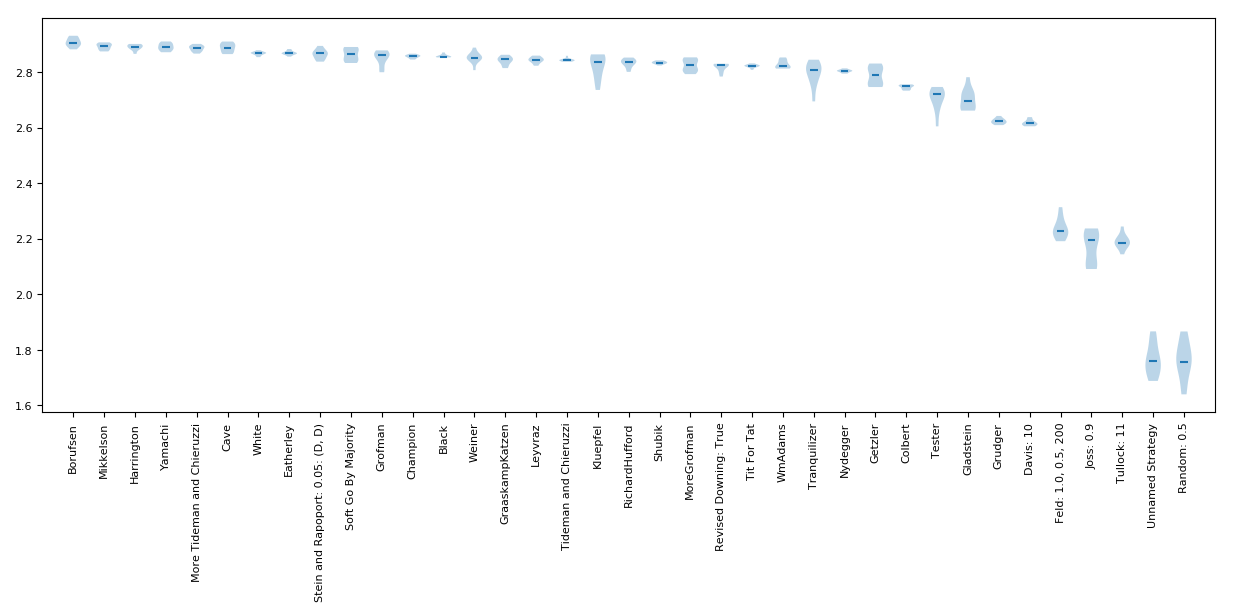 2.8
2.6
2.4
2.2
2.0
1.8
1.6
Borufsen
Mikkelson
Harrington
Yamachi
More Tideman and Chieruzzi
Cave
White
Eatherley
Stein and Rapoport: 0.05: (D, D)
Soft Go By Majority
Grofman
Champion
Black
Weiner
GraaskampKatzen
Leyvraz
Tideman and Chieruzzi
Kluepfel
RichardHufford
Shubik
MoreGrofman
Revised Downing: True
Tit For Tat
WmAdams
Tranquilizer
Nydegger
Getzler
Colbert
Tester
Gladstein
Grudger
Davis: 10
Feld: 1.0, 0.5, 200
Joss: 0.9
Tullock: 11
Unnamed Strategy
Random: 0.5